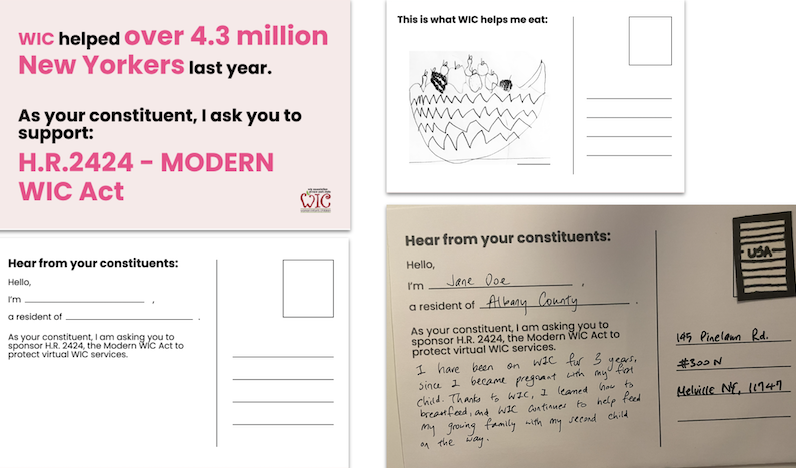 WIC helped over 4.3 million
New Yorkers last year.
As your constituent, I ask you to
support:
H.R.2424 - MODERN
WIC Act
WIC
This is what WIC helps me eat:
Hear from your constituents:
Hello,
I'm ,
a resident of .
As your constituent, I am asking you to
sponsor H.R. 2424, the Modern WIC Act to
protect virtual WIC services.
Hear from your constituents:
Hello,
I'm Jane Doe ,
a resident of Albany County .
As your constituent, I am asking you to
sponsor H.R. 2424, the Modern WIC Act to
protect virtual WIC services.
I have been on WIC for 3 years,
since I became pregnant with my first
child. Thanks to WIC, I learned how to
breastfeed, and WIC continues to help feed
my growing family with my second child
on the way.
USA
145 Pinelawn Rd.
#300N
Melville NY, 11747